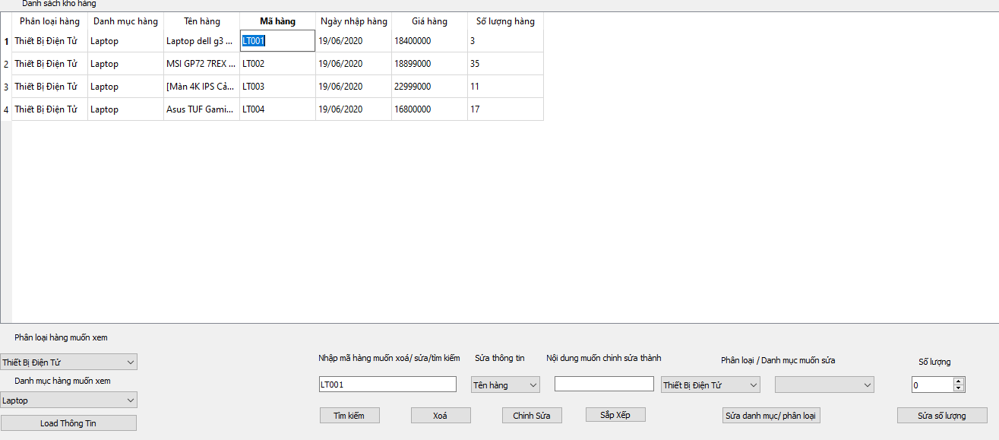 Danh sách kho hàng
Phân loại hàng Danh mục hàng Tên hàng Mã hàng Ngày nhập hàng Giá hàng Số lượng hàng
1 Thiết Bị Điện Tử Laptop Laptop dell g3 ... LT001 19/06/2020 18400000 3
2 Thiết Bị Điện Tử Laptop MSI GP72 7REX ... LT002 19/06/2020 18899000 35
3 Thiết Bị Điện Tử Laptop [Màn 4K IPS Cả... LT003 19/06/2020 22999000 11
4 Thiết Bị Điện Tử Laptop Asus TUF Gami... LT004 19/06/2020 16800000 17
Phân loại hàng muốn xem
Thiết Bị Điện Tử
Danh mục hàng muốn xem
Laptop
Load Thông Tin
Nhập mã hàng muốn xoá/ sửa/tìm kiếm Sửa thông tin Nội dung muốn chỉnh sửa thành Phân loại / Danh mục muốn sửa Số lượng
LT001 Tên hàng Thiết Bị Điện Tử 0
Tìm kiếm Xoá Chỉnh Sửa Sắp Xếp Sửa danh mục/ phân loại Sửa số lượng